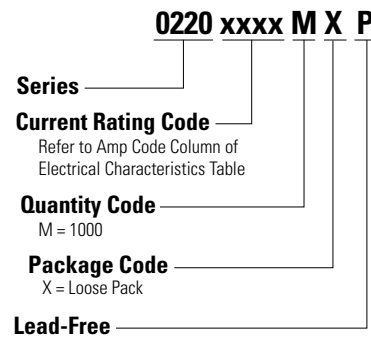 0220 xxxx M X P
Series
Current Rating Code
Refer to Amp Code Column of
Electrical Characteristics Table
Quantity Code
M = 1000
Package Code
X = Loose Pack
Lead-Free